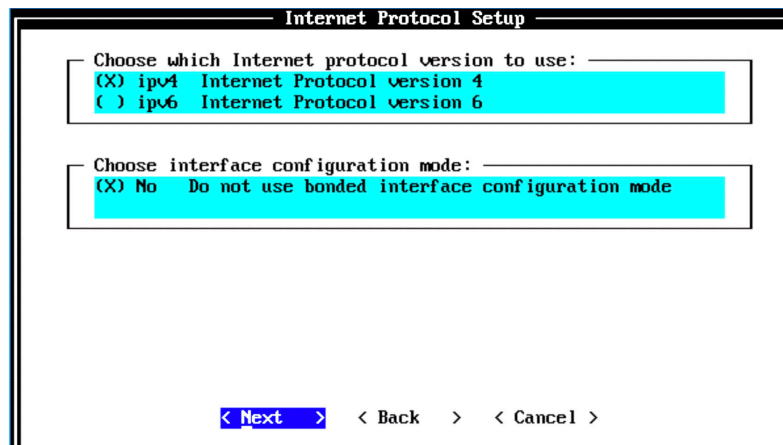 Internet Protocol Setup
Choose which Internet protocol version to use:
(X) ipv4 Internet Protocol version 4
( ) ipv6 Internet Protocol version 6
Choose interface configuration mode:
(X) No Do not use bonded interface configuration mode
< Next > < Back > < Cancel >